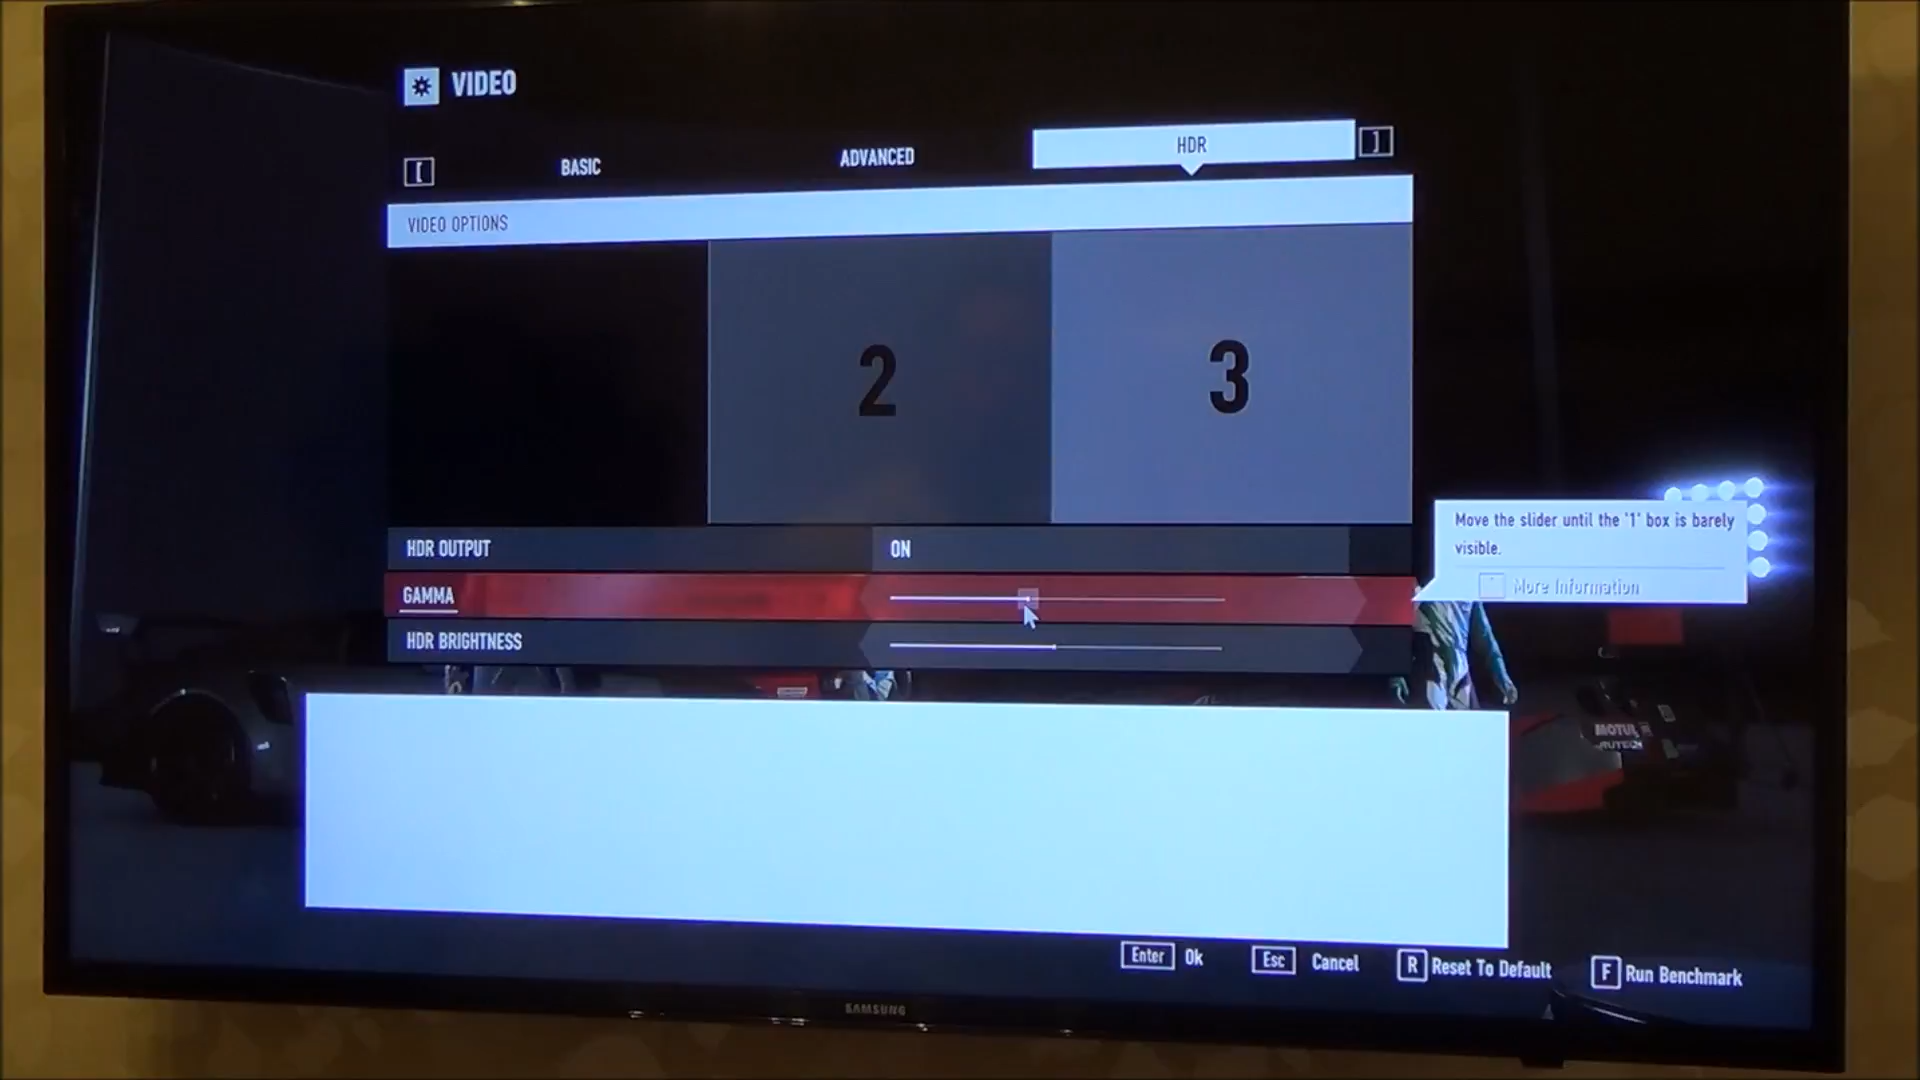 VIDEO
[
BASIC
ADVANCED
HDR
]
VIDEO OPTIONS
2
3
HDR OUTPUT
ON
Move the slider until the '1' box is barely
visible.
More Information
GAMMA
HDR BRIGHTNESS
MOTUL
Enter Ok
Esc Cancel
R Reset To Default
F Run Benchmark
SAMSUNG